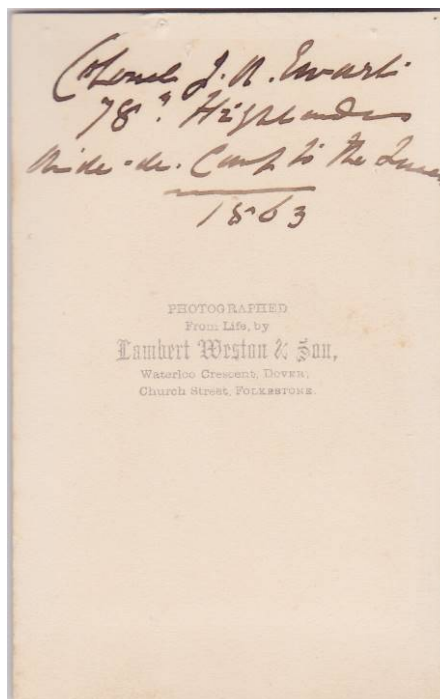 Colonel J. A. Ewart.
78th Highlanders
Aide-de-Camp to the Queen
1863
PHOTOGRAPHED
From Life, by
Lambert Weston & Son,
Waterloo Crescent, DOVER;
Church Street, FOLKESTONE.